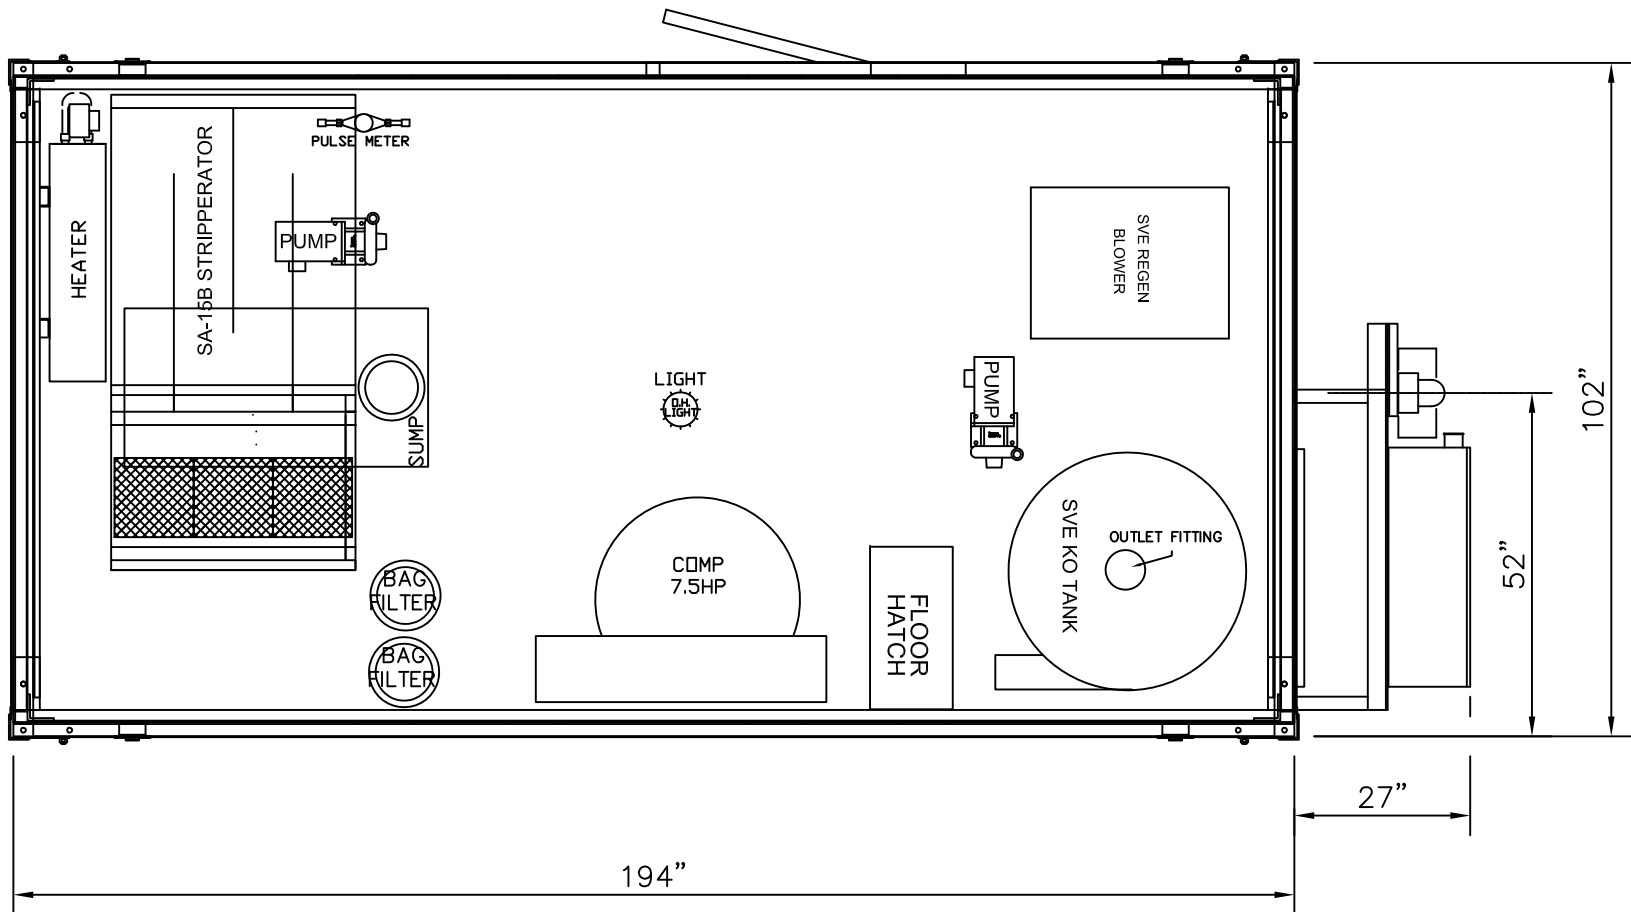 PULSE METER
SA-15B STRIPPERATOR
HEATER
PUMP
SVE REGEN
BLOWER
LIGHT
O.H.
LIGHT
PUMP
SUMP
102”
52”
SVE KO TANK
OUTLET FITTING
COMP
7.5HP
BAG
FILTER
FLOOR
HATCH
BAG
FILTER
27”
194”